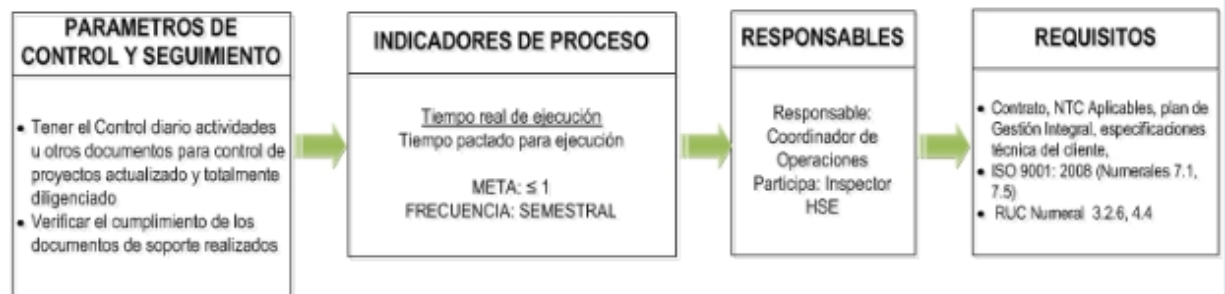 PARAMETROS DE
CONTROL Y SEGUIMIENTO
• Tener el Control diario actividades
u otros documentos para control de
proyectos actualizado y totalmente
diligenciado
• Verificar el cumplimiento de los
documentos de soporte realizados
INDICADORES DE PROCESO
Tiempo real de ejecución
Tiempo pactado para ejecución
META: ≤ 1
FRECUENCIA: SEMESTRAL
RESPONSABLES
Responsable:
Coordinador de
Operaciones
Participa: Inspector
HSE
REQUISITOS
• Contrato, NTC Aplicables, plan de
Gestión Integral, especificaciones
técnica del cliente,
• ISO 9001: 2008 (Numerales 7.1,
7.5)
• RUC Numeral 3.2.6, 4.4